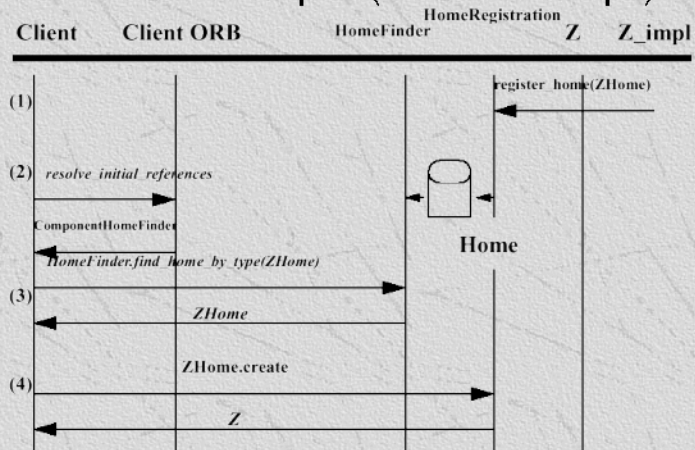 HomeRegistration
Client Client ORB HomeFinder Z Z_impl
register_home(ZHome)
(1)
(2) resolve_initial_references
ComponentHomeFinder
Home
HomeFinder.find_home_by_type(ZHome)
(3)
ZHome
ZHome.create
(4)
Z